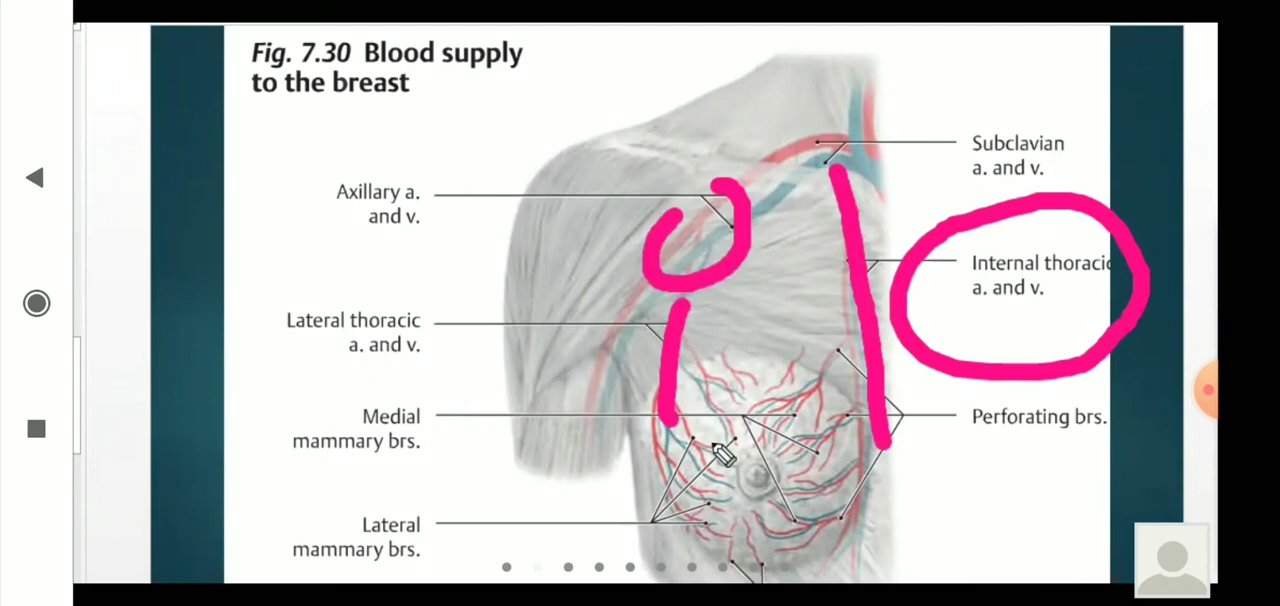 Fig. 7.30 Blood supply
to the breast
Subclavian
a. and v.
Axillary a.
and v.
Internal thoracic
a. and v.
Lateral thoracic
a. and v.
Medial
mammary brs.
Perforating brs.
Lateral
mammary brs.